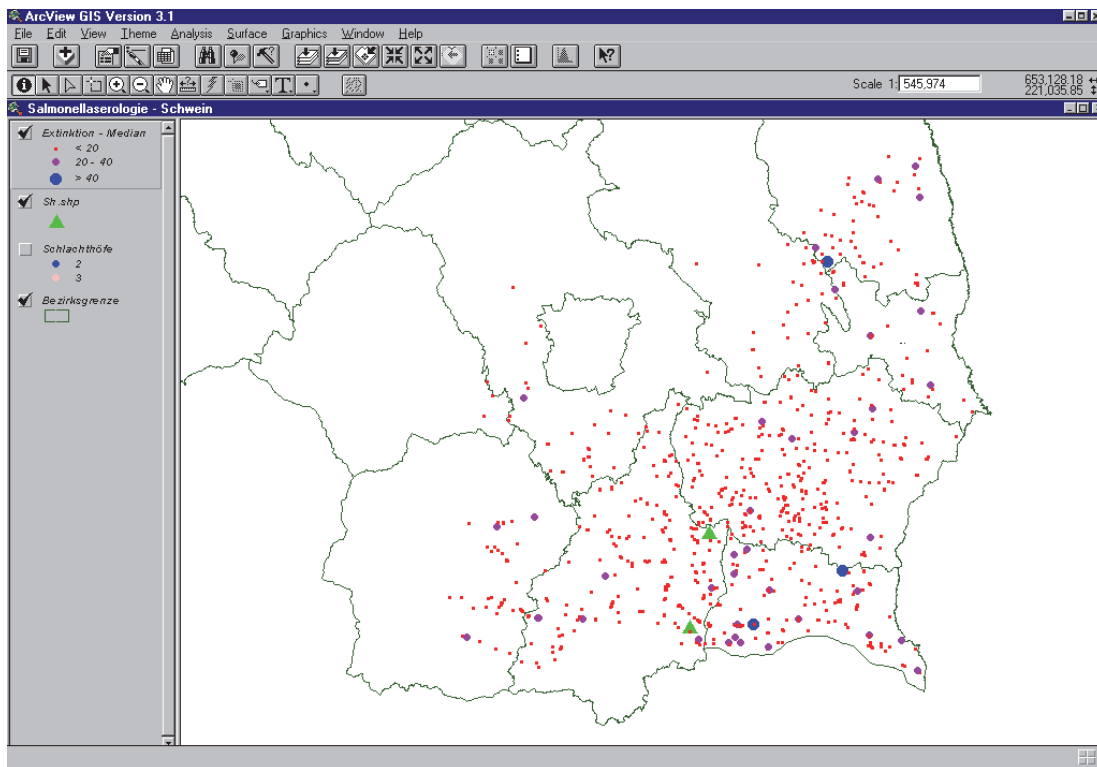 ArcView GIS Version 3.1
File Edit View Theme Analysis Surface Graphics Window Help
Scale 1: 545,974
653,128.18
221,035.85
Salmonellaserologie - Schwein
Extinktion - Median
< 20
20 - 40
> 40
Sh.shp
Schlachthöfe
2
3
Bezirksgrenze